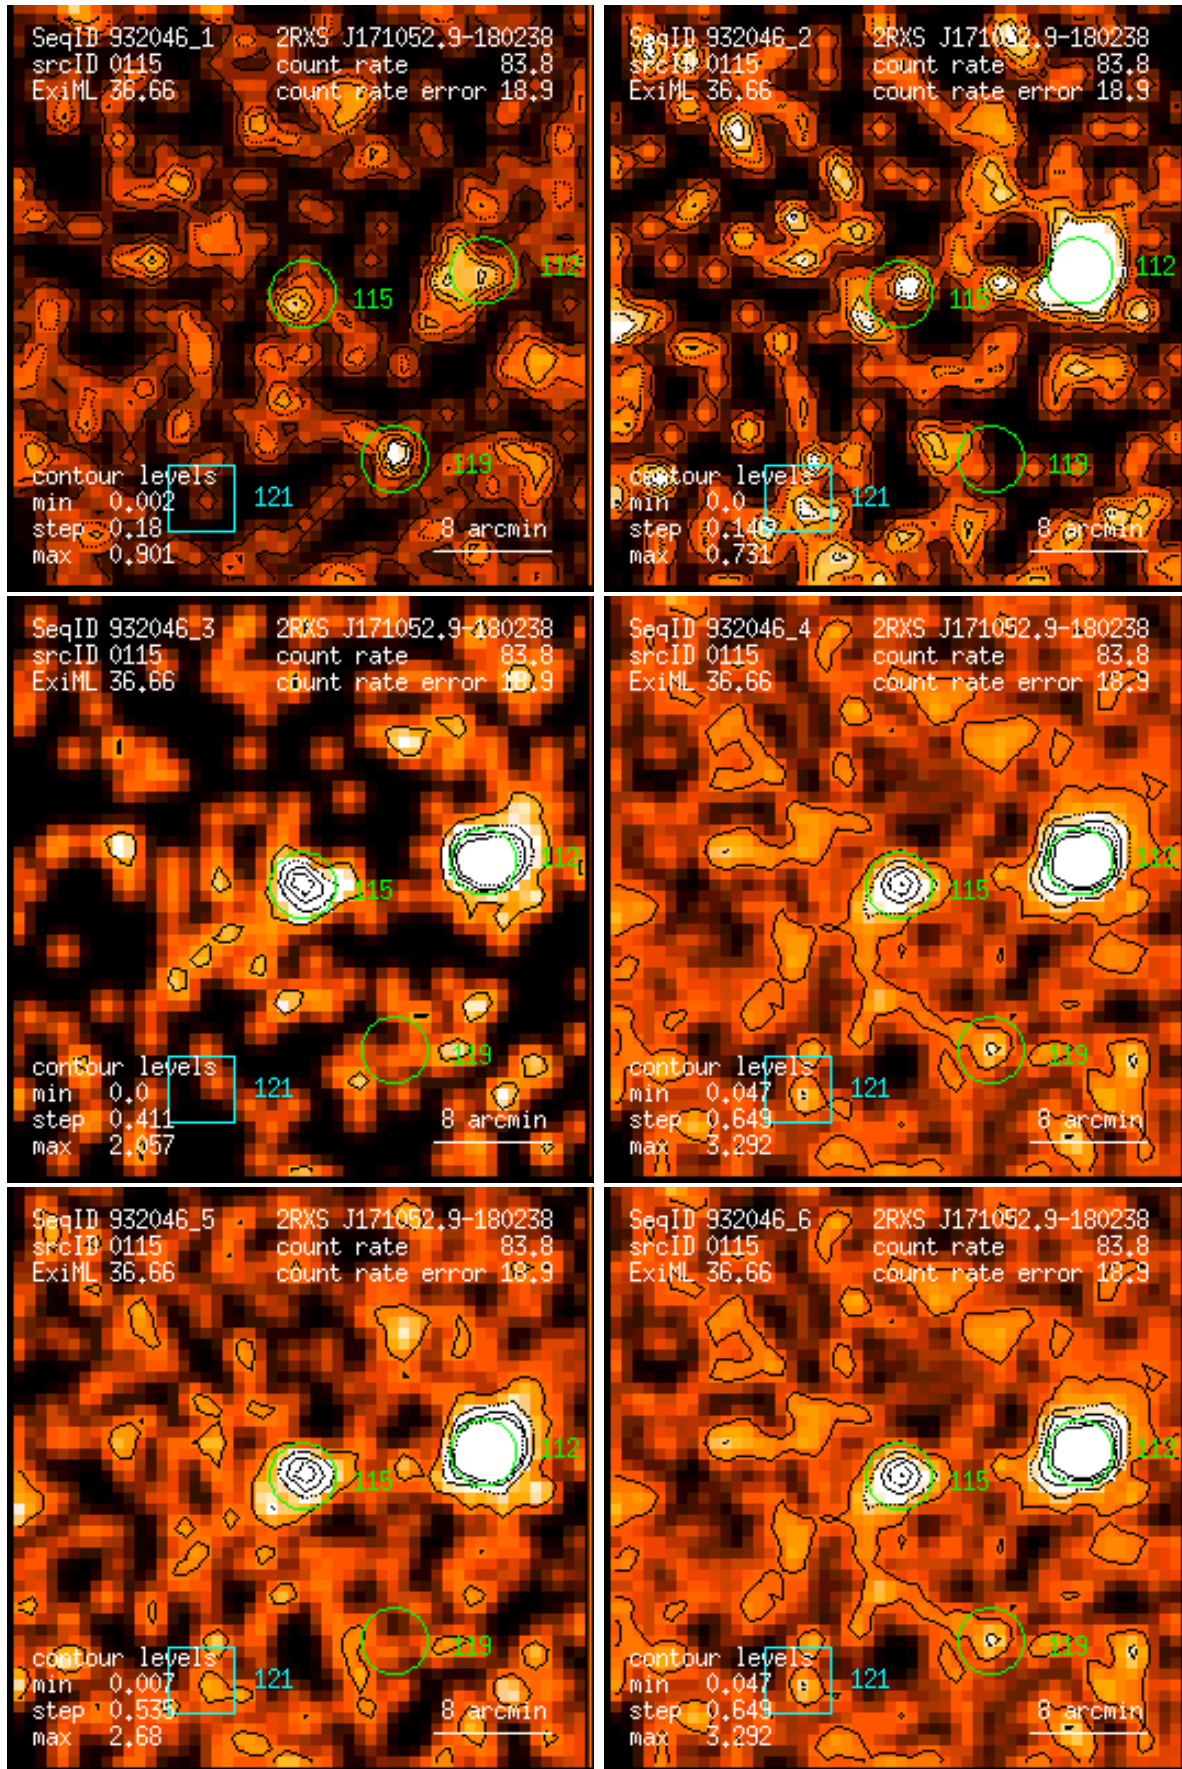 SeqID 932046_1 2RXS J171052.9-180238
srcID 0115 count rate 83.8
ExiML 36.66 count rate error 18.9
112
115
119
contour levels
121
min 0.002
step 0.18 8 arcmin
max 0.901
SeqID 932046_2 2RXS J171052.9-180238
srcID 0115 count rate 83.8
ExiML 36.66 count rate error 18.9
112
115
119
contour levels
121
min 0.0
step 0.146 8 arcmin
max 0.731
SeqID 932046_3 2RXS J171052.9-180238
srcID 0115 count rate 83.8
ExiML 36.66 count rate error 18.9
112
115
119
contour levels
121
min 0.0
step 0.411 8 arcmin
max 2.057
SeqID 932046_4 2RXS J171052.9-180238
srcID 0115 count rate 83.8
ExiML 36.66 count rate error 18.9
112
115
119
contour levels
121
min 0.047
step 0.649 8 arcmin
max 3.292
SeqID 932046_5 2RXS J171052.9-180238
srcID 0115 count rate 83.8
ExiML 36.66 count rate error 18.9
112
115
119
contour levels
121
min 0.007
step 0.535 8 arcmin
max 2.68
SeqID 932046_6 2RXS J171052.9-180238
srcID 0115 count rate 83.8
ExiML 36.66 count rate error 18.9
112
115
119
contour levels
121
min 0.047
step 0.649 8 arcmin
max 3.292